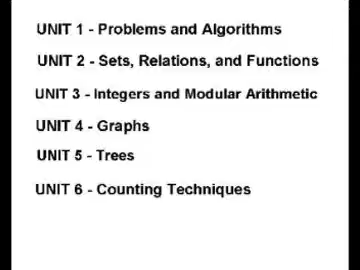 UNIT 1 - Problems and Algorithms
UNIT 2 - Sets, Relations, and Functions
UNIT 3 - Integers and Modular Arithmetic
UNIT 4 - Graphs
UNIT 5 - Trees
UNIT 6 - Counting Techniques